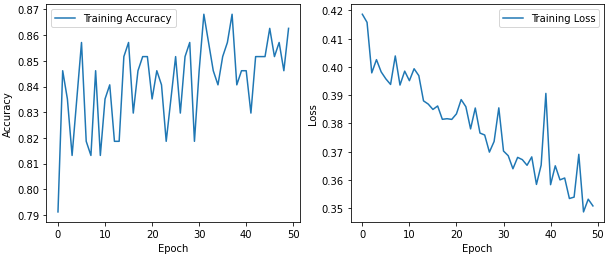 0.87
0.86
0.85
0.84
0.83
0.82
0.81
0.80
0.79
Accuracy
Training Accuracy
0 10 20 30 40 50
Epoch
0.42
0.41
0.40
0.39
0.38
0.37
0.36
0.35
Loss
Training Loss
0 10 20 30 40 50
Epoch